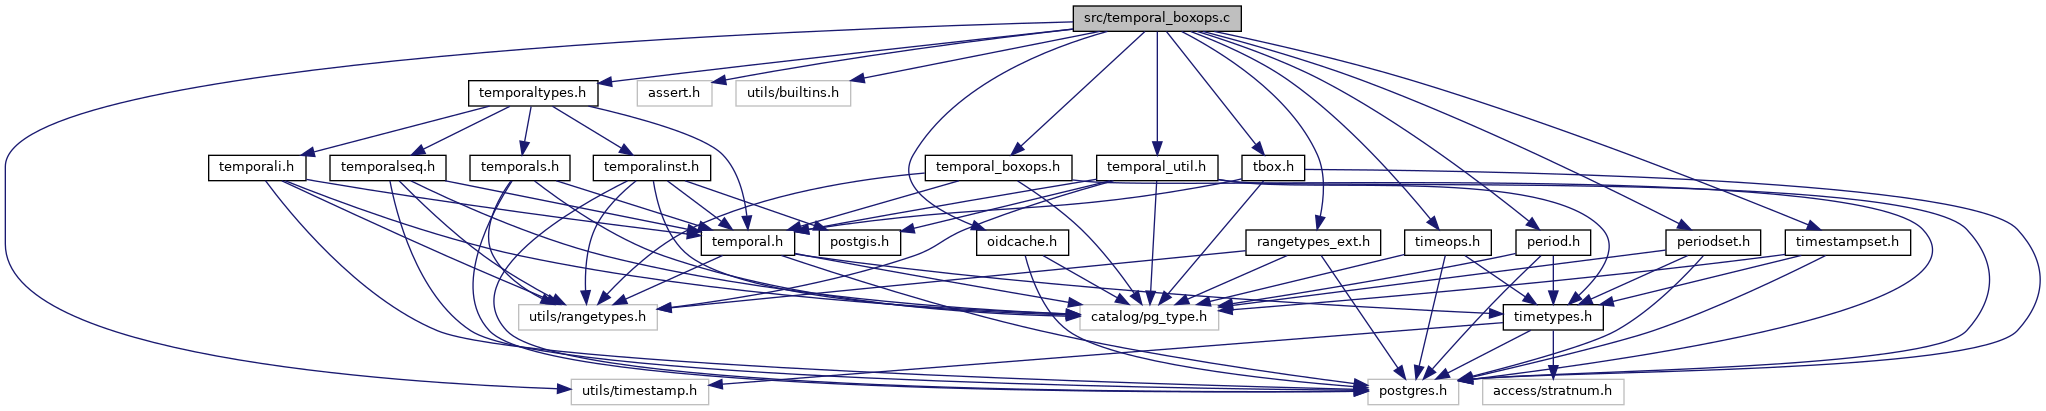 src/temporal_boxops.c
temporaltypes.h
assert.h
utils/builtins.h
temporali.h
temporalseq.h
temporals.h
temporalinst.h
temporal_boxops.h
temporal_util.h
tbox.h
temporal.h
postgis.h
oidcache.h
rangetypes_ext.h
timeops.h
period.h
periodset.h
timestampset.h
utils/rangetypes.h
catalog/pg_type.h
timetypes.h
utils/timestamp.h
postgres.h
access/stratnum.h